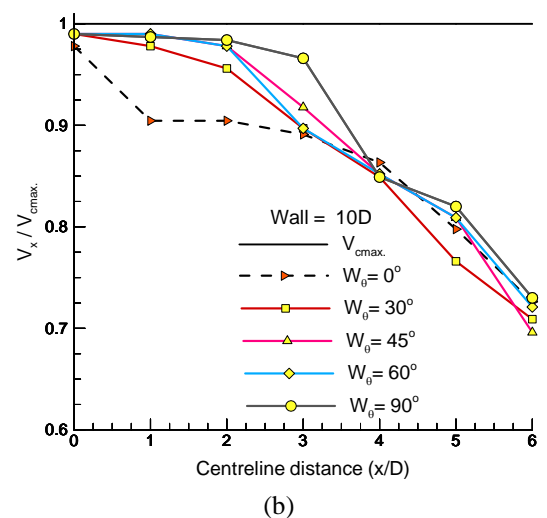 1
0.9
0.8
0.7
0.6
V_x / V_cmax.
Wall = 10D
V_cmax.
W_θ= 0°
W_θ= 30°
W_θ= 45°
W_θ= 60°
W_θ= 90°
0 1 2 3 4 5 6
Centreline distance (x/D)
(b)